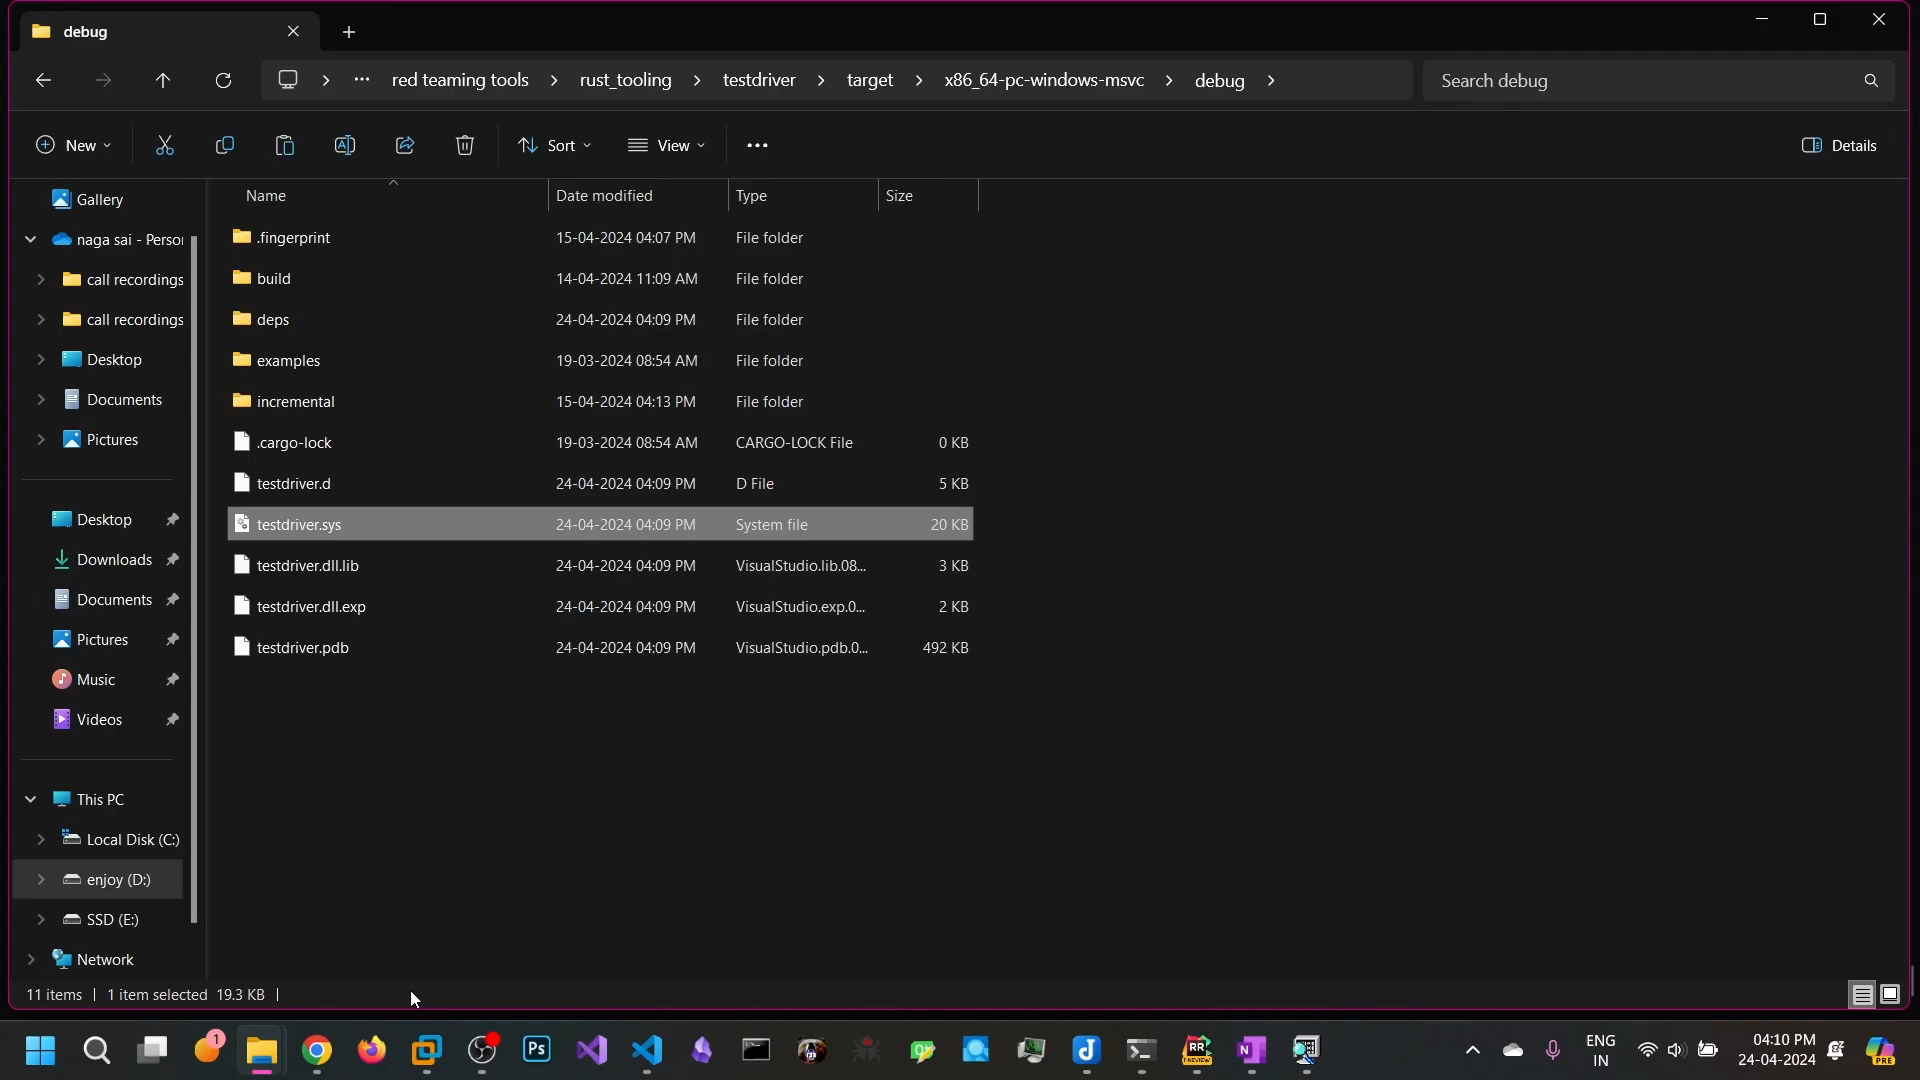 debug
red teaming tools > rust_tooling > testdriver > target > x86_64-pc-windows-msvc > debug >
Search debug
New
Sort
View
Details
Name
Date modified
Type
Size
Gallery
naga sai - Person
call recordings
call recordings
Desktop
Documents
Pictures
Desktop
Downloads
Documents
Pictures
Music
Videos
This PC
Local Disk (C:)
enjoy (D:)
SSD (E:)
Network
.fingerprint 15-04-2024 04:07 PM File folder
build 14-04-2024 11:09 AM File folder
deps 24-04-2024 04:09 PM File folder
examples 19-03-2024 08:54 AM File folder
incremental 15-04-2024 04:13 PM File folder
.cargo-lock 19-03-2024 08:54 AM CARGO-LOCK File 0 KB
testdriver.d 24-04-2024 04:09 PM D File 5 KB
testdriver.sys 24-04-2024 04:09 PM System file 20 KB
testdriver.dll.lib 24-04-2024 04:09 PM VisualStudio.lib.08... 3 KB
testdriver.dll.exp 24-04-2024 04:09 PM VisualStudio.exp.0... 2 KB
testdriver.pdb 24-04-2024 04:09 PM VisualStudio.pdb.0... 492 KB
11 items | 1 item selected 19.3 KB |
1
Ps
Qt
RR
PREVIEW
N
ENG
IN
04:10 PM
24-04-2024
PRE